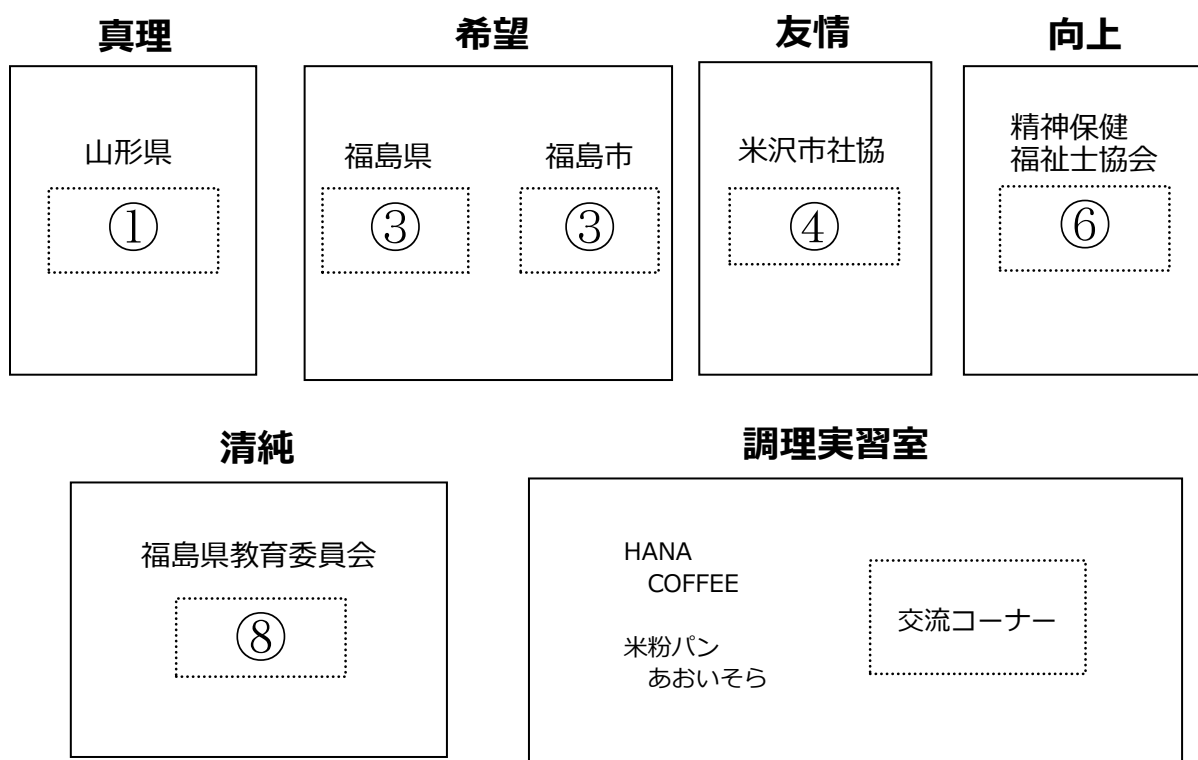 真理
希望
友情
向上
山形県
①
福島県
福島市
③
③
米沢市社協
④
精神保健
福祉士協会
⑥
清純
調理実習室
福島県教育委員会
⑧
HANA
COFFEE
米粉パン
あおいそら
交流コーナー